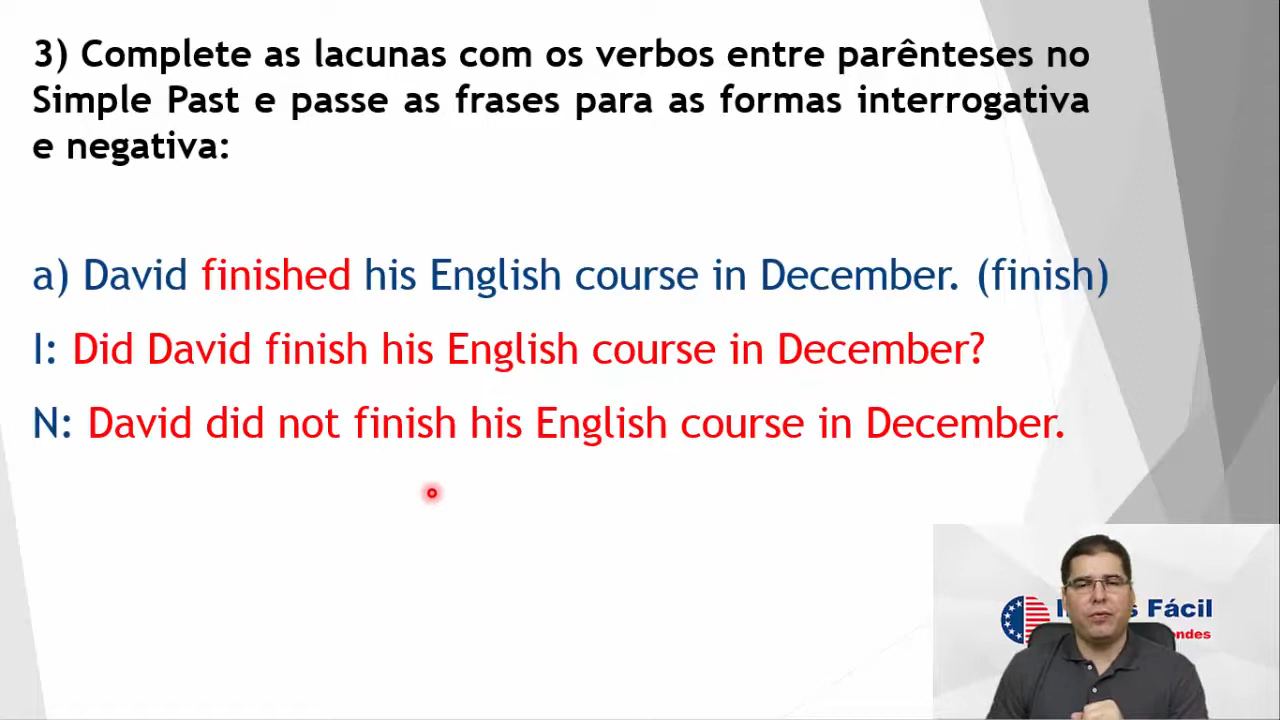 3) Complete as lacunas com os verbos entre parênteses no
Simple Past e passe as frases para as formas interrogativa
e negativa:
a) David finished his English course in December. (finish)
I: Did David finish his English course in December?
N: David did not finish his English course in December.
Fácil